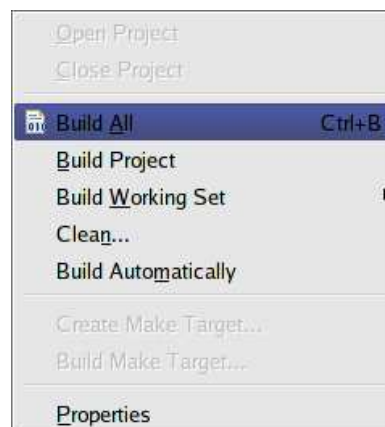 Open Project
Close Project
Build All Ctrl+B
Build Project
Build Working Set
Clean...
Build Automatically
Create Make Target...
Build Make Target...
Properties